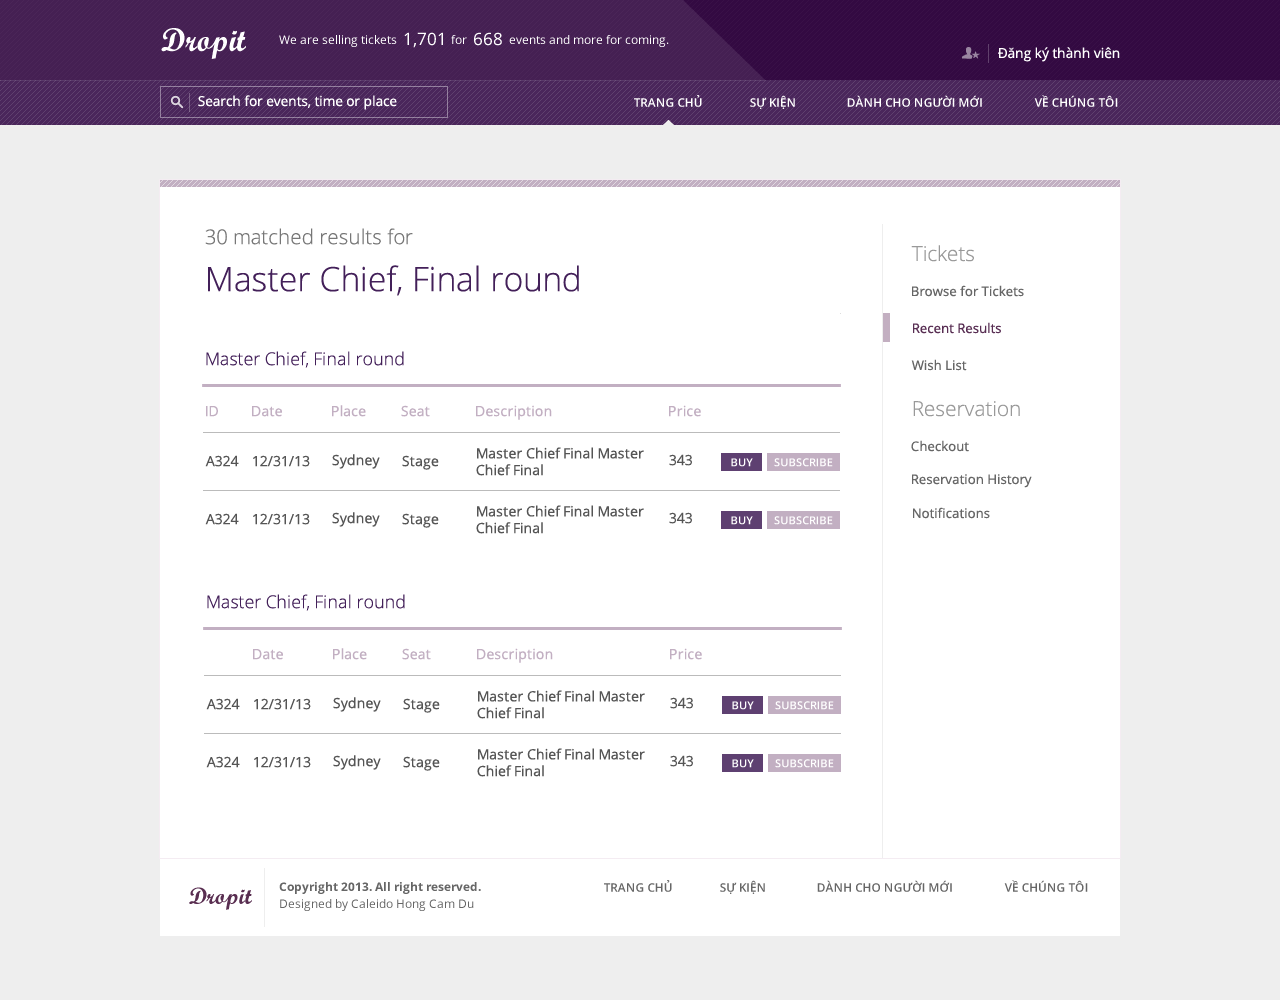 Dropit
We are selling tickets 1,701 for 668 events and more for coming.
Đăng ký thành viên
Search for events, time or place
TRANG CHỦ SỰ KIỆN DÀNH CHO NGƯỜI MỚI VỀ CHÚNG TÔI
30 matched results for
Master Chief, Final round
Master Chief, Final round
ID Date Place Seat Description Price
A324 12/31/13 Sydney Stage Master Chief Final Master 343 BUY SUBSCRIBE
Chief Final
A324 12/31/13 Sydney Stage Master Chief Final Master 343 BUY SUBSCRIBE
Chief Final
Master Chief, Final round
Date Place Seat Description Price
A324 12/31/13 Sydney Stage Master Chief Final Master 343 BUY SUBSCRIBE
Chief Final
A324 12/31/13 Sydney Stage Master Chief Final Master 343 BUY SUBSCRIBE
Chief Final
Tickets
Browse for Tickets
Recent Results
Wish List
Reservation
Checkout
Reservation History
Notifications
Dropit
Copyright 2013. All right reserved.
Designed by Caleido Hong Cam Du
TRANG CHỦ SỰ KIỆN DÀNH CHO NGƯỜI MỚI VỀ CHÚNG TÔI